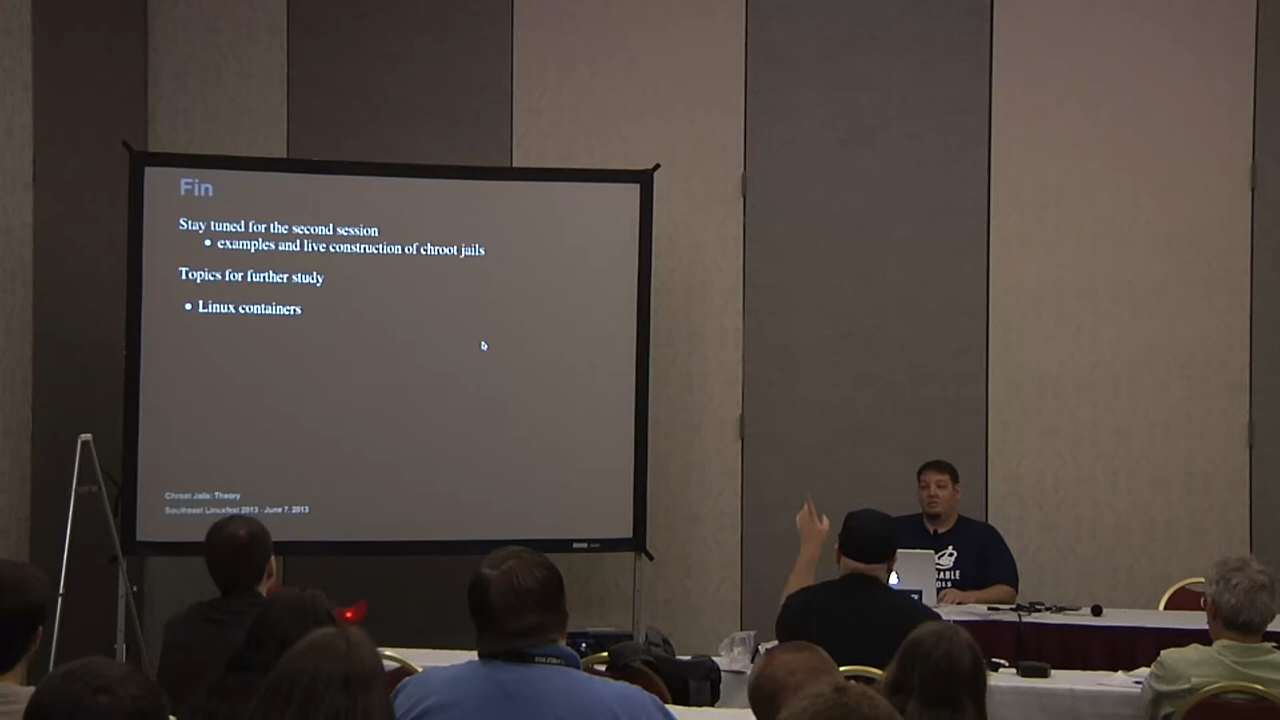 Fin
Stay tuned for the second session
• examples and live construction of chroot jails
Topics for further study
• Linux containers
Chroot Jails: Theory
Southeast Linuxfest 2013 - June 7, 2013